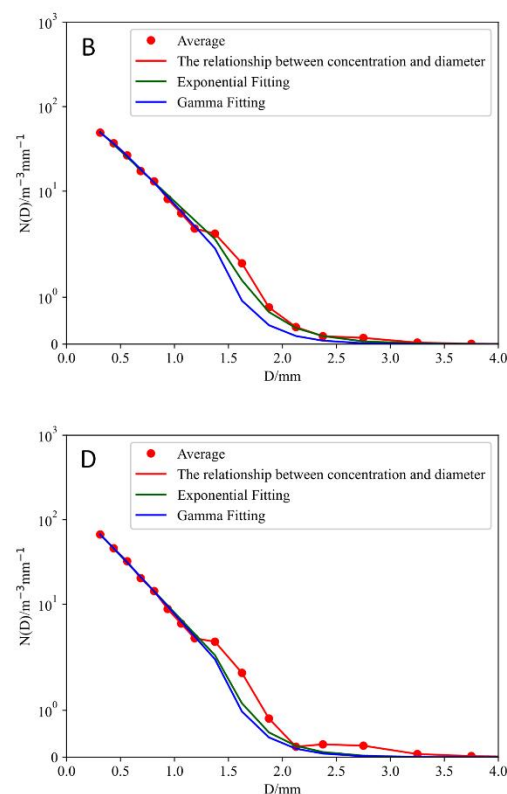 B
Average
The relationship between concentration and diameter
Exponential Fitting
Gamma Fitting
N(D)/m⁻³mm⁻¹
10³
10²
10¹
10⁰
0
0.0 0.5 1.0 1.5 2.0 2.5 3.0 3.5 4.0
D/mm
D
Average
The relationship between concentration and diameter
Exponential Fitting
Gamma Fitting
N(D)/m⁻³mm⁻¹
10³
10²
10¹
10⁰
0
0.0 0.5 1.0 1.5 2.0 2.5 3.0 3.5 4.0
D/mm